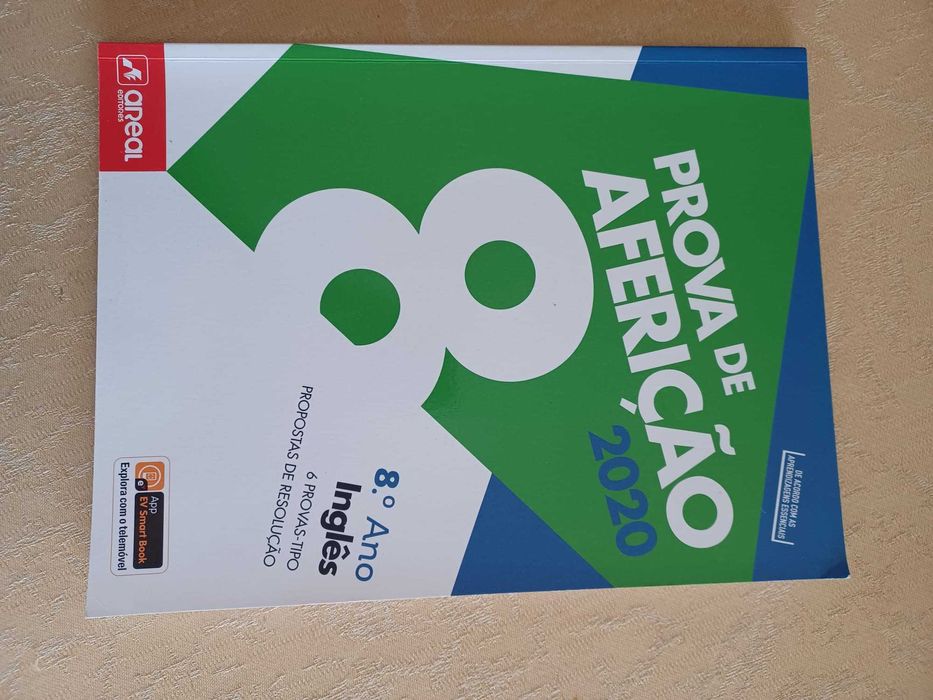 DE ACORDO COM AS
APRENDIZAGENS ESSENCIAIS
PROVA DE
AFERIÇÃO
2020
8
8.º Ano
Inglês
6 PROVAS-TIPO
PROPOSTAS DE RESOLUÇÃO
areal
EDITORES
e
App
EV Smart Book
Explora com o telemóvel